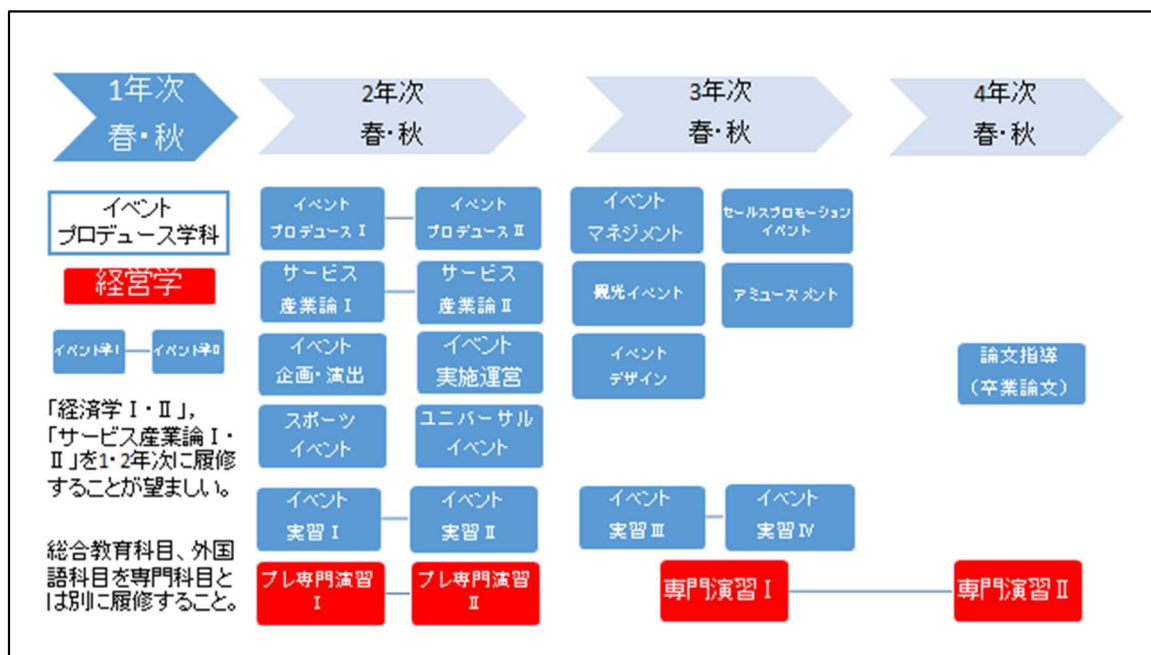 1年次
春・秋
2年次
春・秋
3年次
春・秋
4年次
春・秋
イベント
プロデュース学科
経営学
イベント学Ⅰ
イベント学Ⅱ
「経済学Ⅰ・Ⅱ」,
「サービス産業論Ⅰ・
Ⅱ」を1・2年次に履修
することが望ましい。
総合教育科目、外国
語科目を専門科目と
は別に履修すること。
イベント
プロデュースⅠ
イベント
プロデュースⅡ
サービス
産業論Ⅰ
サービス
産業論Ⅱ
イベント
企画・演出
イベント
実施運営
スポーツ
イベント
ユニバーサル
イベント
イベント
実習Ⅰ
イベント
実習Ⅱ
プレ専門演習
Ⅰ
プレ専門演習
Ⅱ
イベント
マネジメント
セールスプロモーション
イベント
観光イベント
アミューズメント
イベント
デザイン
イベント
実習Ⅲ
イベント
実習Ⅳ
専門演習Ⅰ
論文指導
（卒業論文）
専門演習Ⅱ